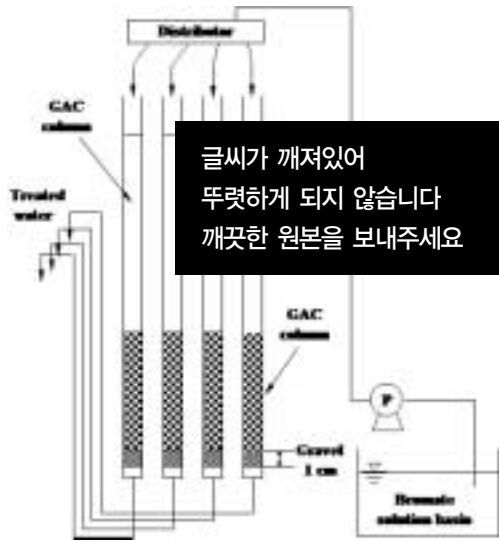 Distributor
GAC
column
글씨가 깨져있어
뚜렷하게 되지 않습니다
깨끗한 원본을 보내주세요
Treated
water
GAC
column
P
Gravel
1 cm
Bromate
solution basin